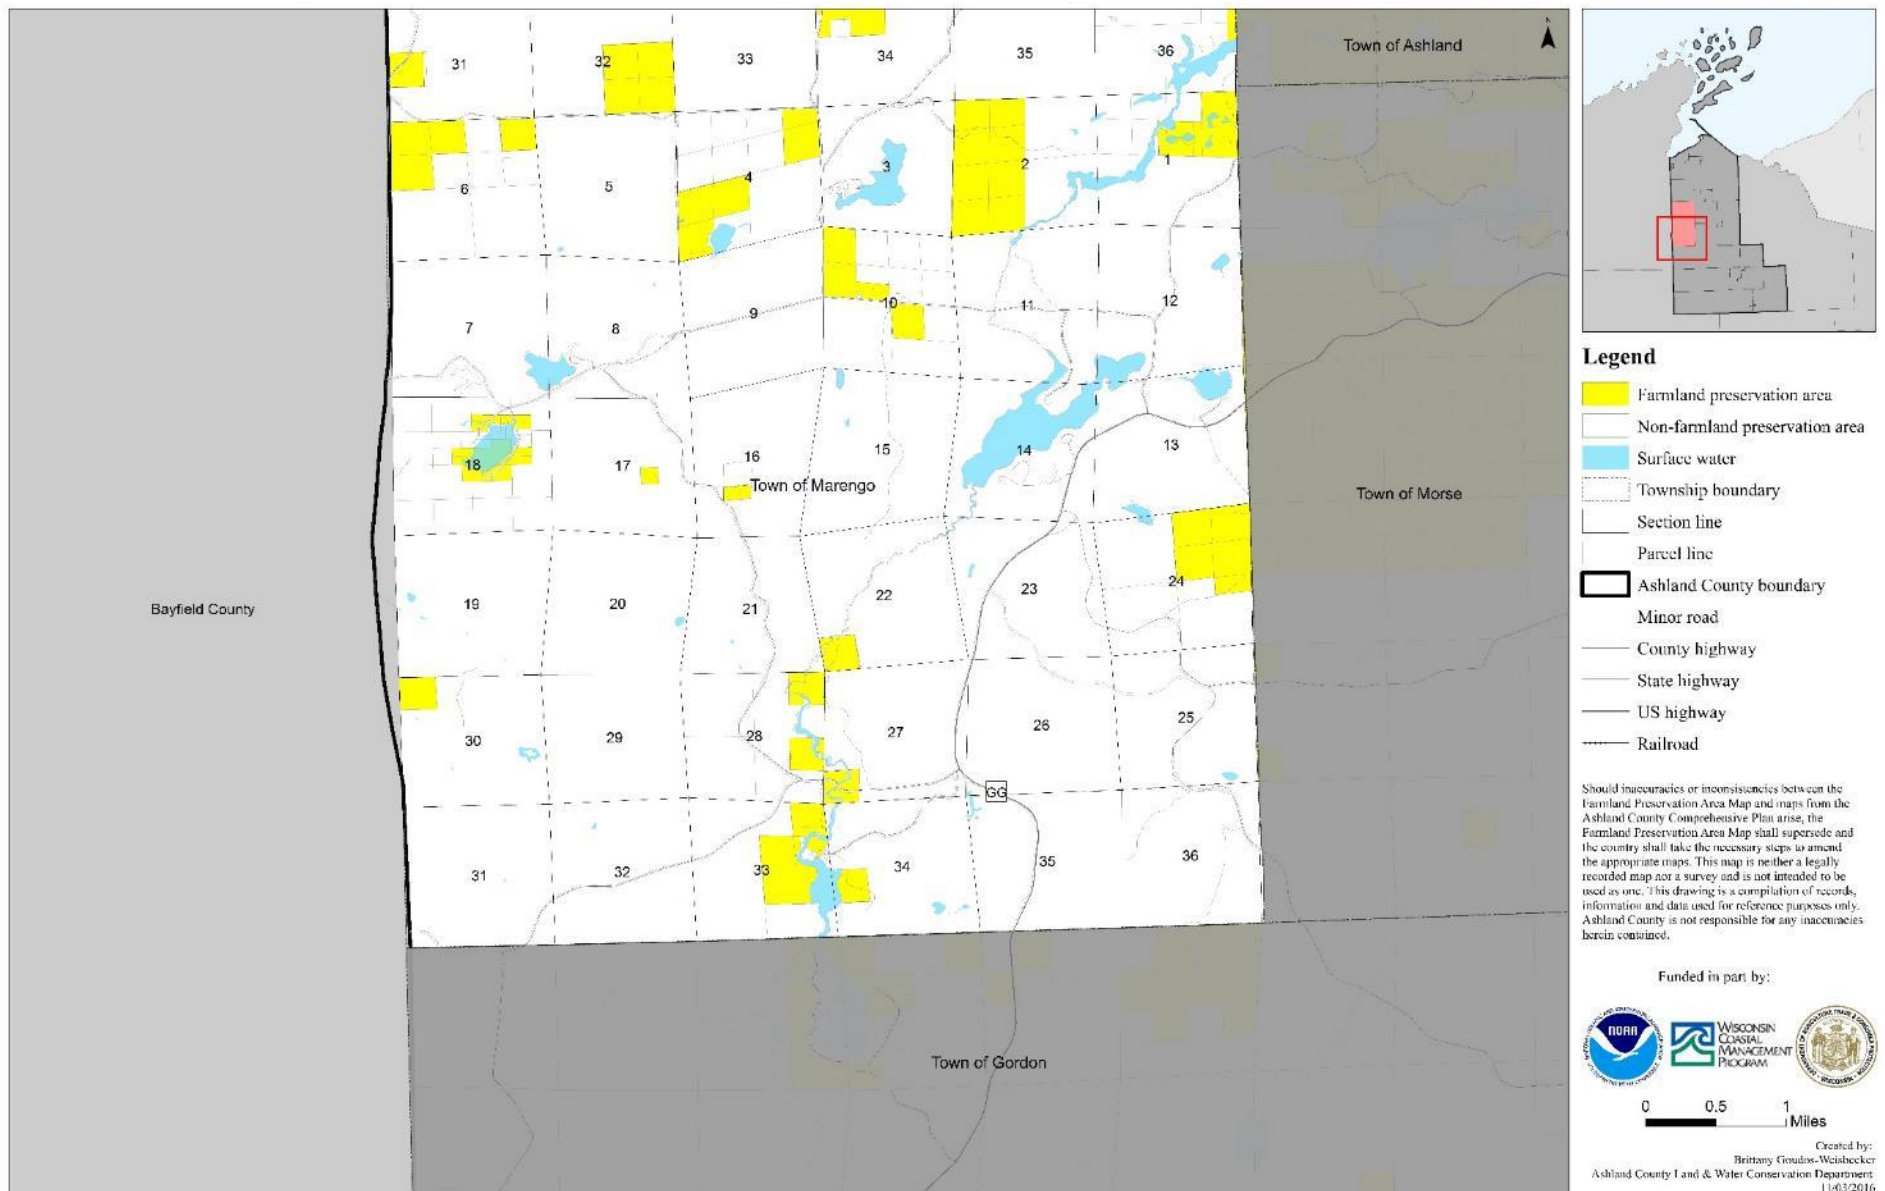 Town of Ashland
31
32
33
34
35
36
6
5
4
3
2
1
7
8
9
10
11
12
18
17
16
15
14
13
Town of Marengo
Town of Morse
19
20
21
22
23
24
Bayfield County
30
29
28
27
26
25
GG
31
32
33
34
35
36
Town of Gordon
Legend
Farmland preservation area
Non-farmland preservation area
Surface water
Township boundary
Section line
Parcel line
Ashland County boundary
Minor road
County highway
State highway
US highway
Railroad
Should inaccuracies or inconsistencies between the
Farmland Preservation Area Map and maps from the
Ashland County Comprehensive Plan arise, the
Farmland Preservation Area Map shall supersede and
the country shall take the necessary steps to amend
the appropriate maps. This map is neither a legally
recorded map nor a survey and is not intended to be
used as one. This drawing is a compilation of records,
information and data used for reference purposes only.
Ashland County is not responsible for any inaccuracies
herein contained.
Funded in part by:
NOAA
WISCONSIN
COASTAL
MANAGEMENT
PROGRAM
WISCONSIN
0 0.5 1
Miles
Created by:
Brittany Goudos-Weisbecker
Ashland County Land & Water Conservation Department
11/03/2016